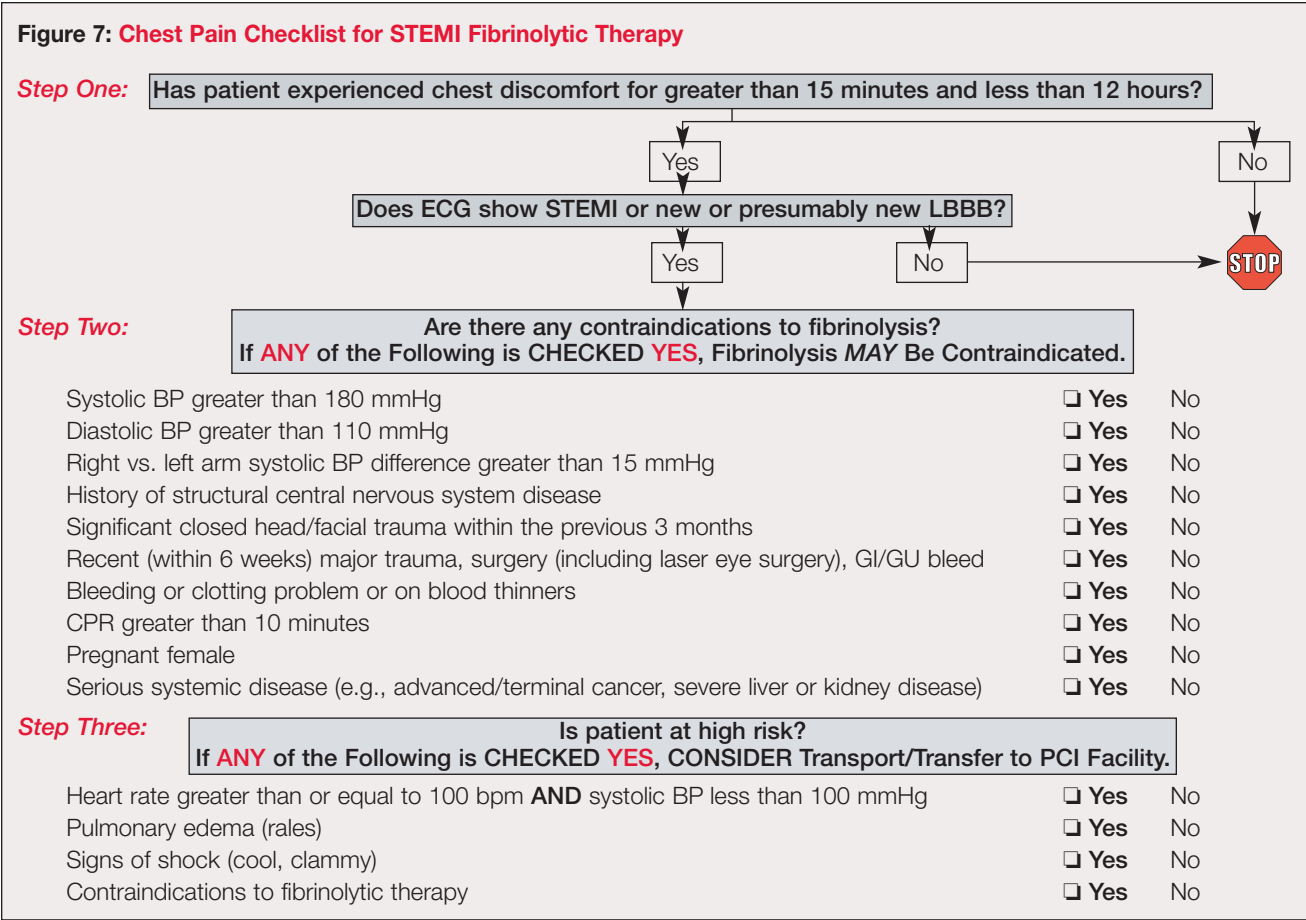 Figure 7: Chest Pain Checklist for STEMI Fibrinolytic Therapy
Step One: Has patient experienced chest discomfort for greater than 15 minutes and less than 12 hours?
Yes No
Does ECG show STEMI or new or presumably new LBBB?
Yes No STOP
Step Two: Are there any contraindications to fibrinolysis?
If ANY of the Following is CHECKED YES, Fibrinolysis MAY Be Contraindicated.
Systolic BP greater than 180 mmHg ❏ Yes No
Diastolic BP greater than 110 mmHg ❏ Yes No
Right vs. left arm systolic BP difference greater than 15 mmHg ❏ Yes No
History of structural central nervous system disease ❏ Yes No
Significant closed head/facial trauma within the previous 3 months ❏ Yes No
Recent (within 6 weeks) major trauma, surgery (including laser eye surgery), GI/GU bleed ❏ Yes No
Bleeding or clotting problem or on blood thinners ❏ Yes No
CPR greater than 10 minutes ❏ Yes No
Pregnant female ❏ Yes No
Serious systemic disease (e.g., advanced/terminal cancer, severe liver or kidney disease) ❏ Yes No
Step Three: Is patient at high risk?
If ANY of the Following is CHECKED YES, CONSIDER Transport/Transfer to PCI Facility.
Heart rate greater than or equal to 100 bpm AND systolic BP less than 100 mmHg ❏ Yes No
Pulmonary edema (rales) ❏ Yes No
Signs of shock (cool, clammy) ❏ Yes No
Contraindications to fibrinolytic therapy ❏ Yes No